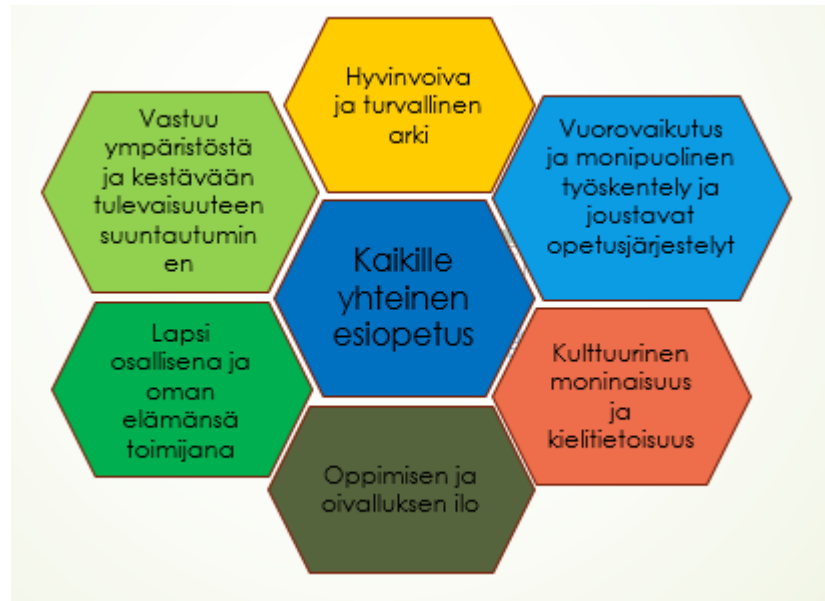 Hyvinvoiva
ja turvallinen
arki
Vastuu
ympäristöstä
ja kestävään
tulevaisuuteen
suuntautumin
en
Vuorovaikutus
ja monipuolinen
työskentely ja
joustavat
opetusjärjestelyt
Kaikille
yhteinen
esiopetus
Lapsi
osallisena ja
oman
elämänsä
toimijana
Kulttuurinen
moninaisuus
ja
kielitietoisuus
Oppimisen ja
oivalluksen ilo